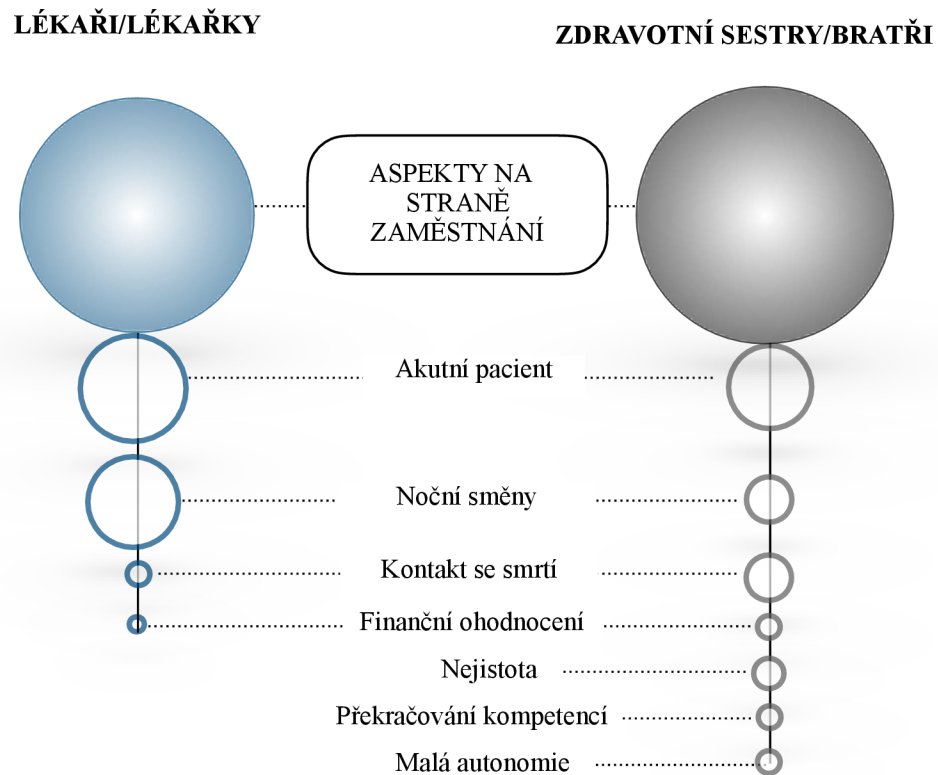 LÉKAŘI/LÉKAŘKY
ZDRAVOTNÍ SESTRY/BRATŘI
ASPEKTY NA
STRANĚ
ZAMĚSTNÁNÍ
Akutní pacient
Noční směny
Kontakt se smrtí
Finanční ohodnocení
Nejistota
Překračování kompetencí
Malá autonomie